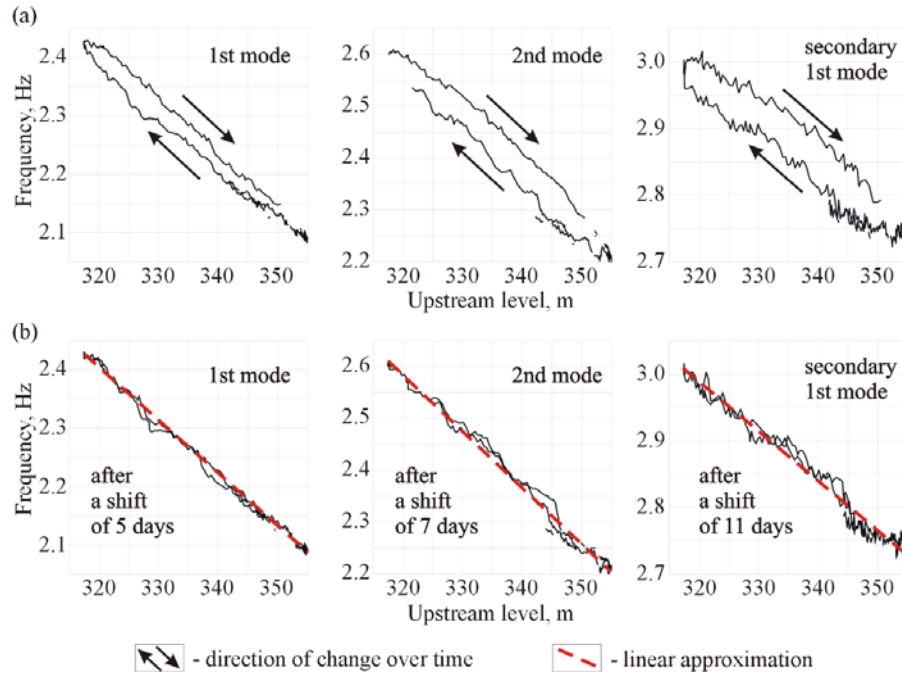 (a)
Frequency, Hz
2.4
2.3
2.2
2.1
1st mode
320 330 340 350
2.6
2.5
2.4
2.3
2.2
2nd mode
320 330 340 350
Upstream level, m
3.0
2.9
2.8
2.7
secondary
1st mode
320 330 340 350
(b)
Frequency, Hz
2.4
2.3
2.2
2.1
1st mode
after
a shift
of 5 days
320 330 340 350
2.6
2.5
2.4
2.3
2.2
2nd mode
after
a shift
of 7 days
320 330 340 350
Upstream level, m
3.0
2.9
2.8
2.7
secondary
1st mode
after
a shift
of 11 days
320 330 340 350
- direction of change over time
- linear approximation